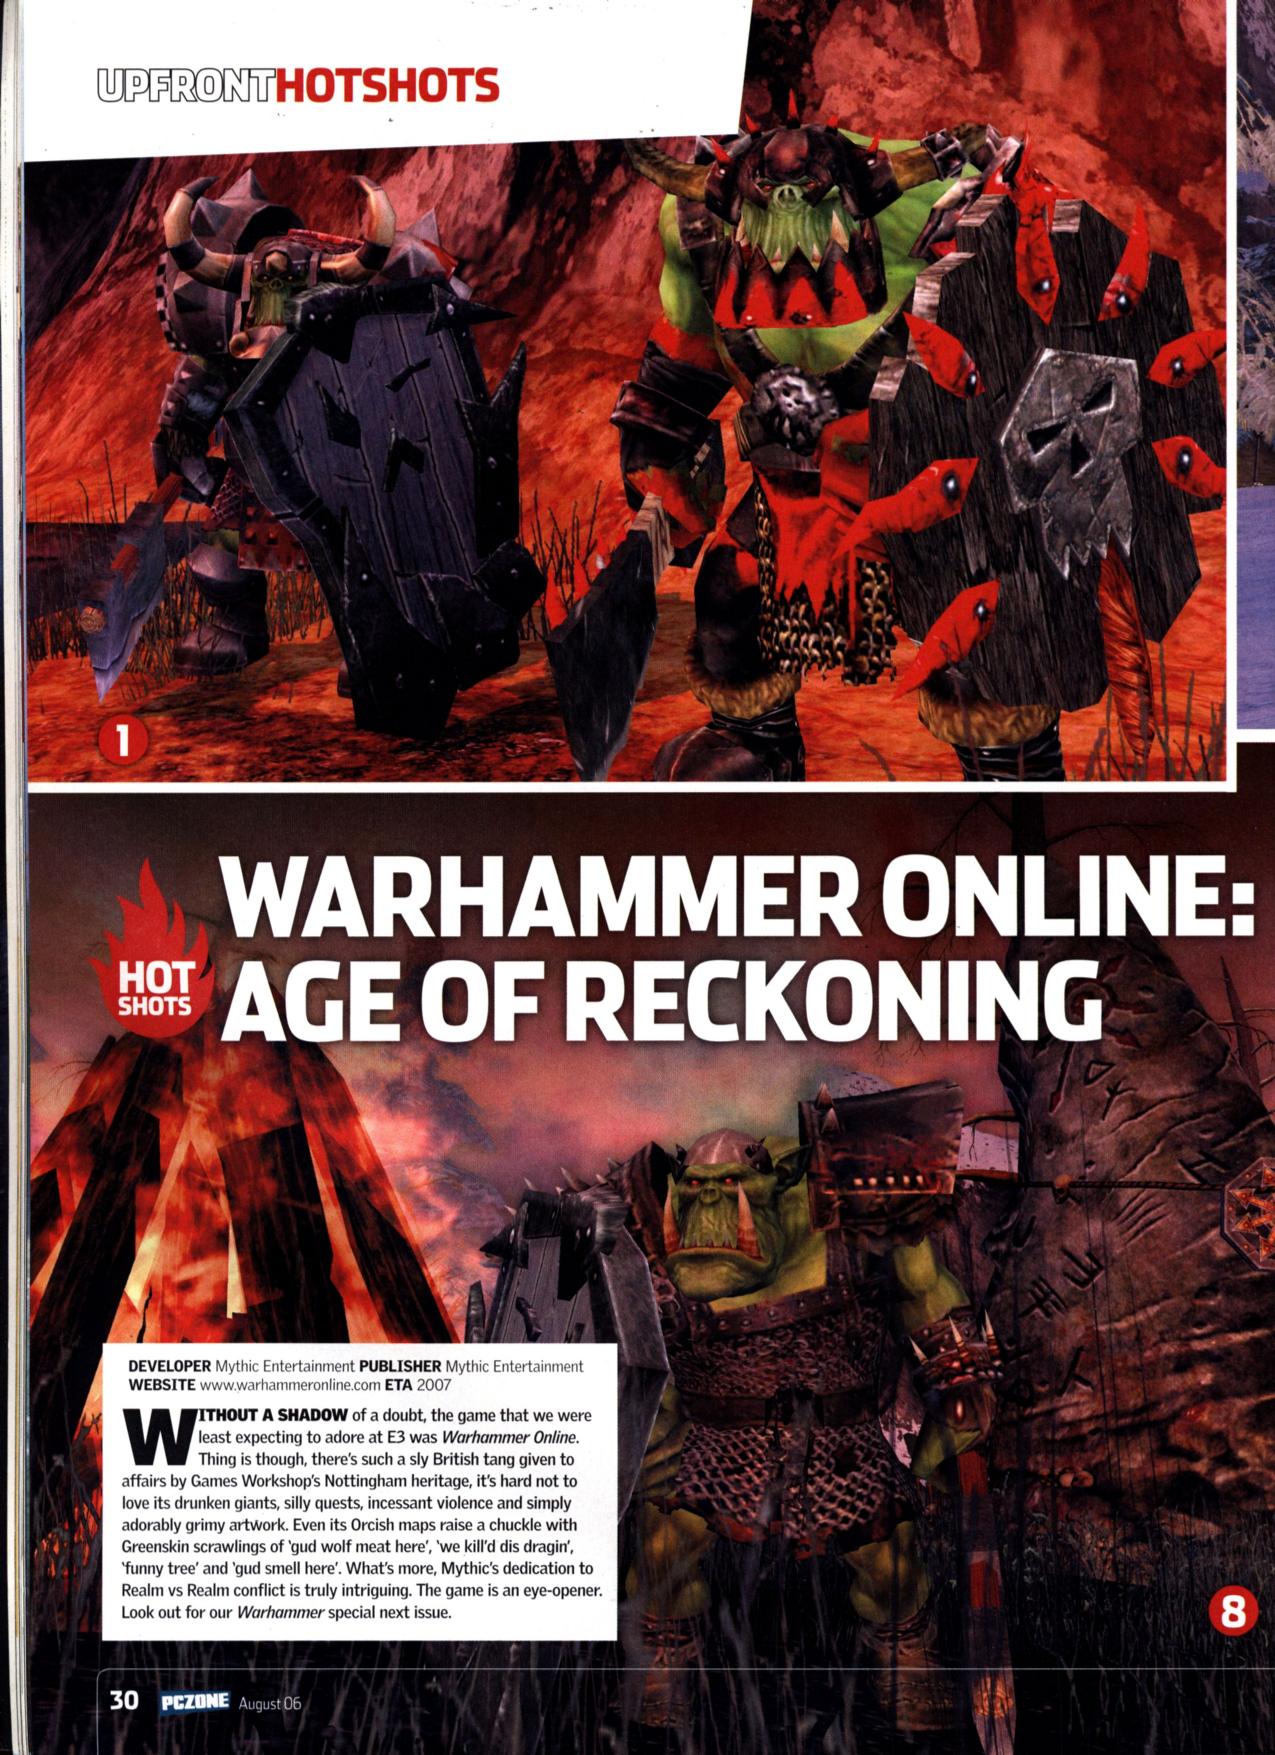 UPFRONTHOTSHOTS
1
WARHAMMER ONLINE:
AGE OF RECKONING
HOT
SHOTS
DEVELOPER Mythic Entertainment PUBLISHER Mythic Entertainment
WEBSITE www.warhammeronline.com ETA 2007
WITHOUT A SHADOW of a doubt, the game that we were
least expecting to adore at E3 was Warhammer Online.
Thing is though, there's such a sly British tang given to
affairs by Games Workshop's Nottingham heritage, it's hard not to
love its drunken giants, silly quests, incessant violence and simply
adorably grimy artwork. Even its Orcish maps raise a chuckle with
Greenskin scrawlings of 'gud wolf meat here', 'we kill'd dis dragin',
'funny tree' and 'gud smell here'. What's more, Mythic's dedication to
Realm vs Realm conflict is truly intriguing. The game is an eye-opener.
Look out for our Warhammer special next issue.
8
30 PCZONE August 06